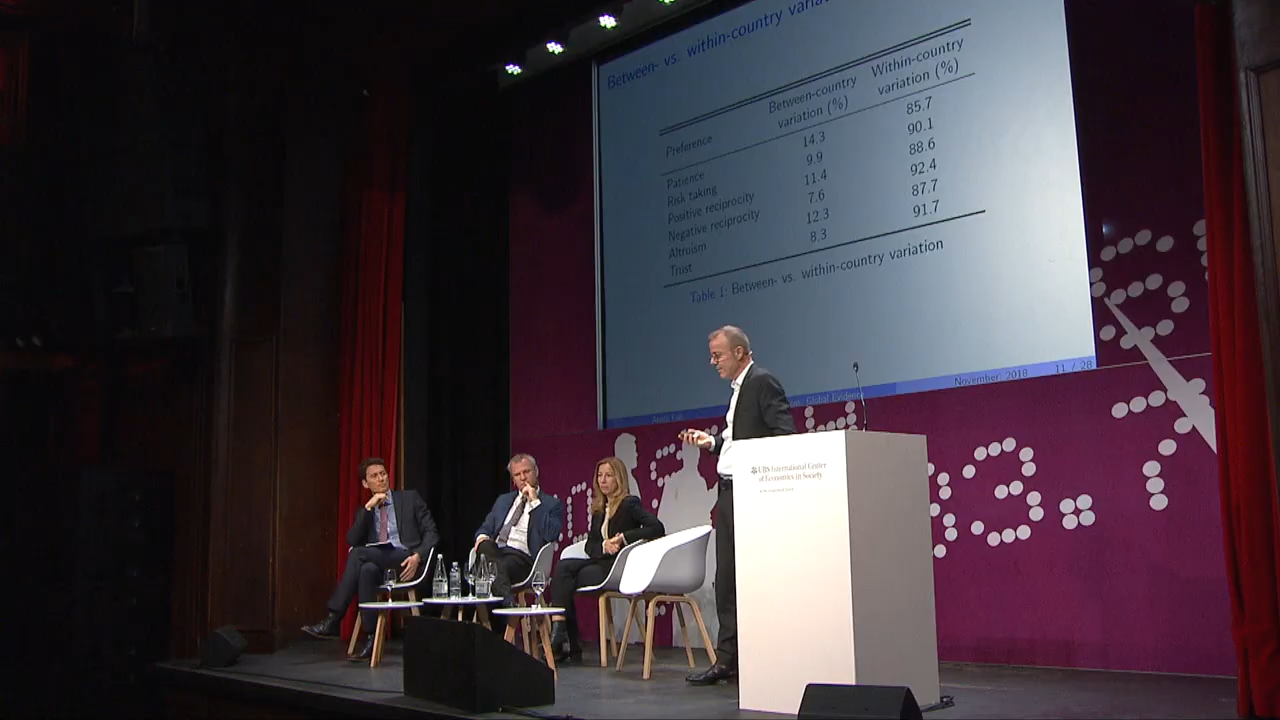 Between- vs. within-country varia
Preference Between-country variation (%) Within-country variation (%)
Patience 14.3 85.7
Risk taking 9.9 90.1
Positive reciprocity 11.4 88.6
Negative reciprocity 7.6 92.4
Altruism 12.3 87.7
Trust 8.3 91.7
Table 1: Between- vs. within-country variation
Global Evidence
November 2018
11 / 28
UBS International Center
of Economics in Society